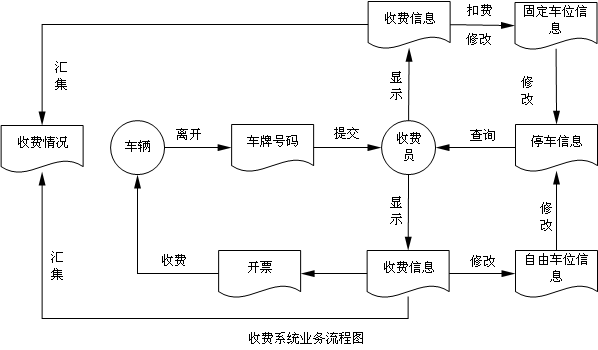 收费信息
扣费
修改
固定车位信
息
汇
集
显
示
修
改
收费情况
车辆
离开
车牌号码
提交
收费
员
查询
停车信息
显
示
修
改
汇
集
收费
开票
收费信息
修改
自由车位信
息
收费系统业务流程图